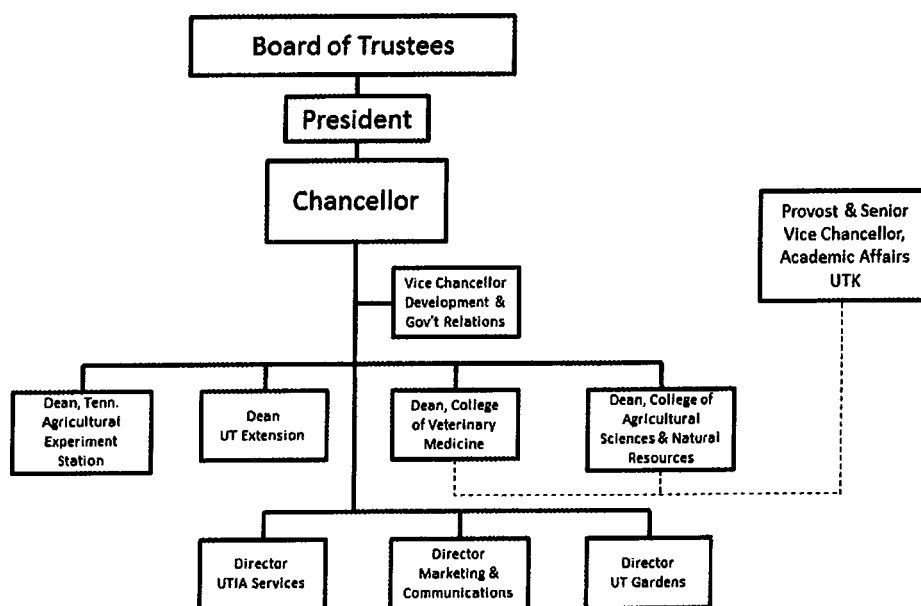 Board of Trustees
President
Chancellor
Provost & Senior
Vice Chancellor,
Academic Affairs
UTK
Vice Chancellor
Development &
Gov't Relations
Dean, Tenn.
Agricultural
Experiment
Station
Dean
UT Extension
Dean, College
of Veterinary
Medicine
Dean, College of
Agricultural
Sciences & Natural
Resources
Director
UTIA Services
Director
Marketing &
Communications
Director
UT Gardens